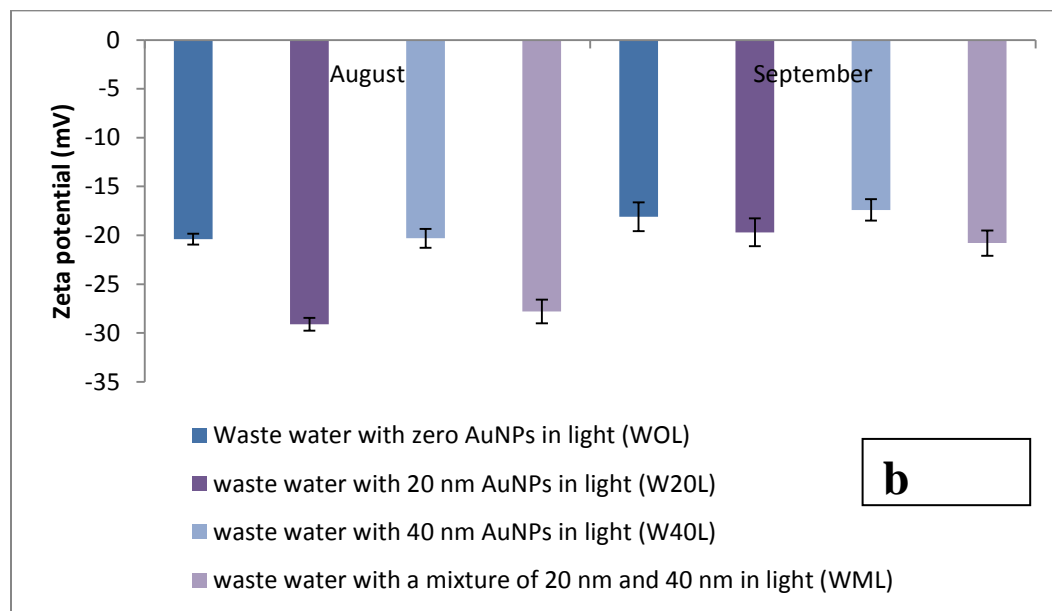 0
-5
-10
-15
-20
-25
-30
-35
Zeta potential (mV)
August
September
Waste water with zero AuNPs in light (WOL)
waste water with 20 nm AuNPs in light (W20L)
waste water with 40 nm AuNPs in light (W40L)
waste water with a mixture of 20 nm and 40 nm in light (WML)
b